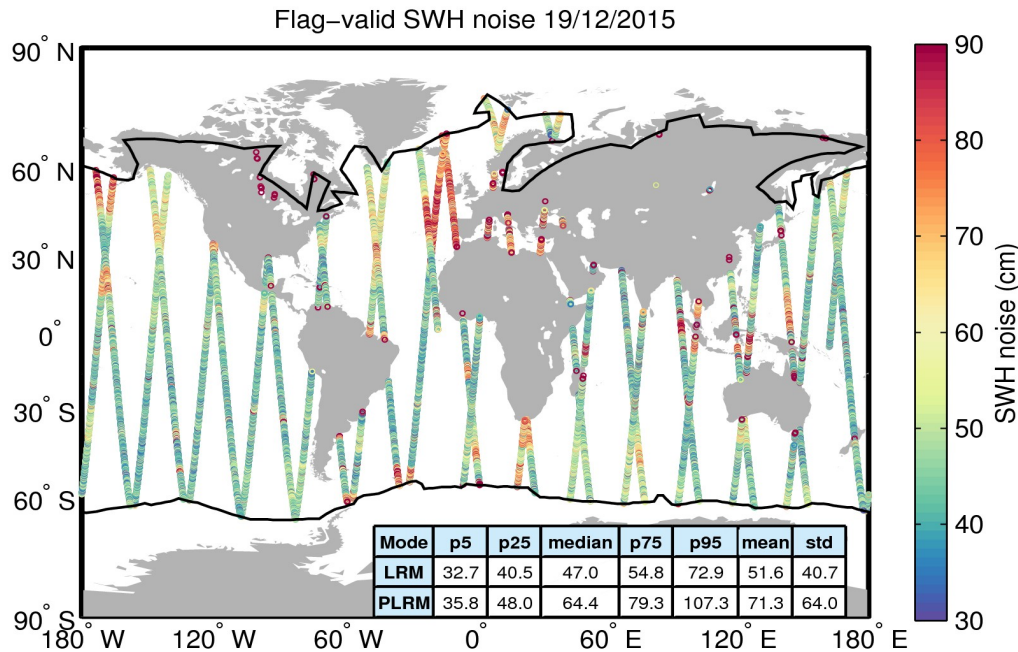 Flag−valid SWH noise 19/12/2015
90° N
60° N
30° N
0°
30° S
60° S
90° S
180° W
120° W
60° W
0°
60° E
120° E
180° E
90
80
70
60
50
40
30
SWH noise (cm)
Mode p5 p25 median p75 p95 mean std
LRM 32.7 40.5 47.0 54.8 72.9 51.6 40.7
PLRM 35.8 48.0 64.4 79.3 107.3 71.3 64.0